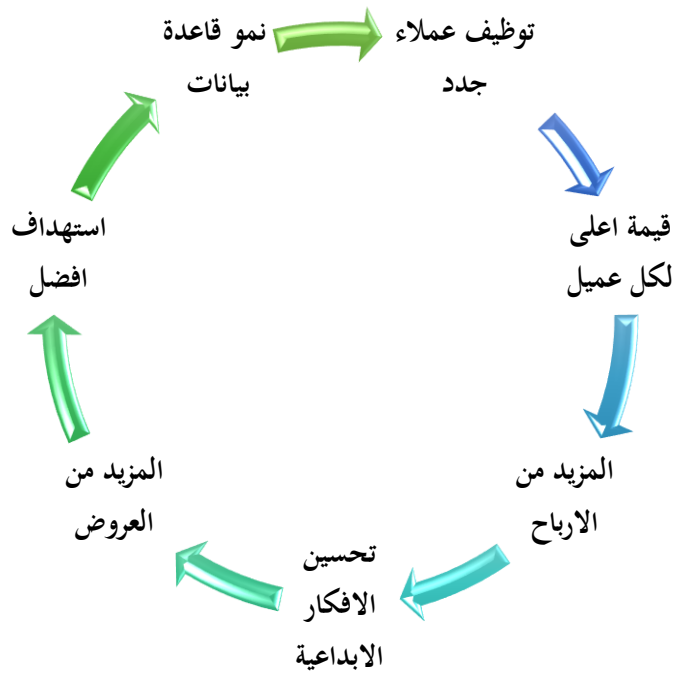 توظيف عملاء
جدد
قيمة اعلى
لكل عميل
المزيد من
الارباح
تحسين
الافكار
الابداعية
المزيد من
العروض
استهداف
افضل
نمو قاعدة
بيانات